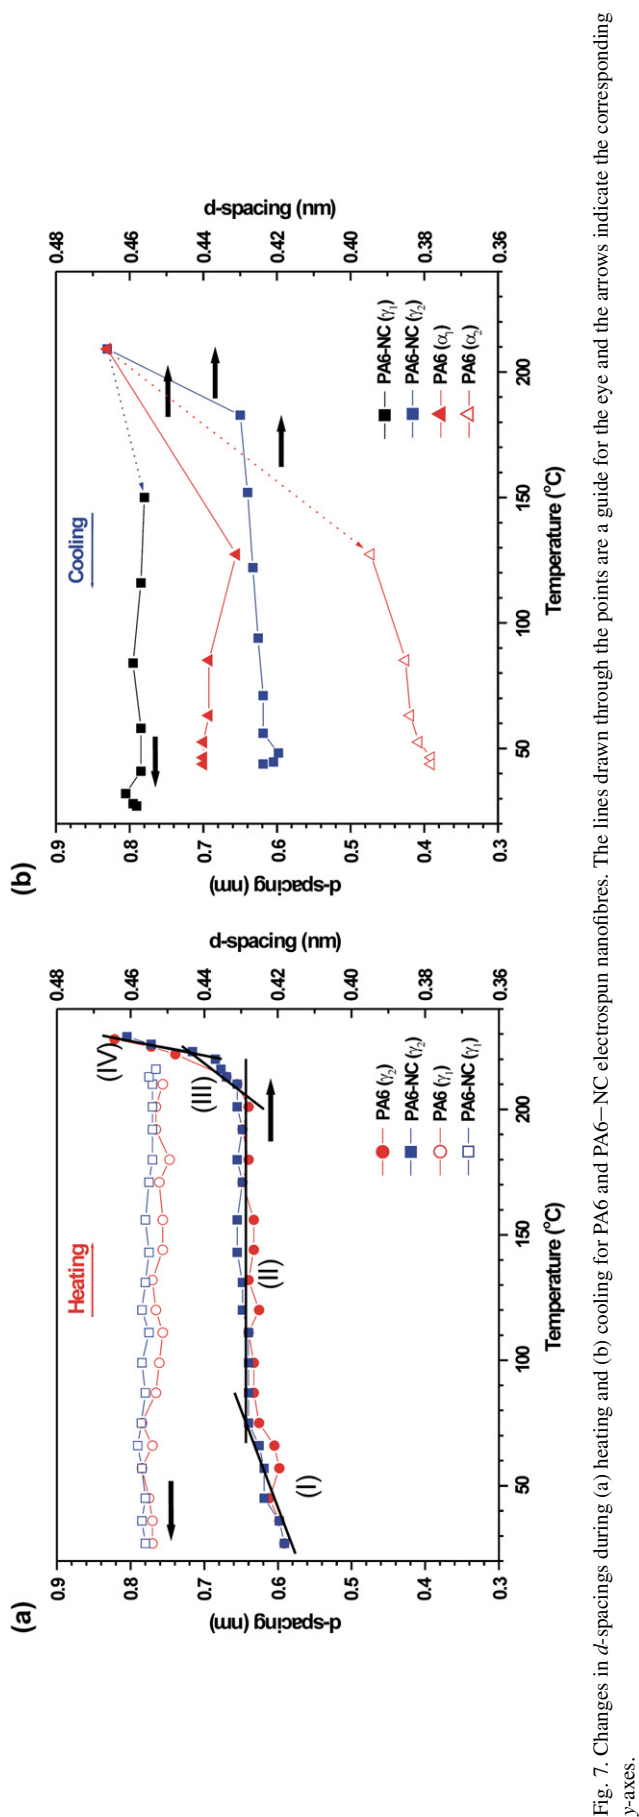 (a)
Heating
(I)
(II)
(III)
(IV)
PA6 (γ2)
PA6-NC (γ2)
PA6 (γ1)
PA6-NC (γ1)
d-spacing (nm)
0.9
0.8
0.7
0.6
0.5
0.4
0.3
50
100
150
200
Temperature (°C)
0.48
0.46
0.44
0.42
0.40
0.38
0.36
d-spacing (nm)
(b)
Cooling
PA6-NC (γ1)
PA6-NC (γ2)
PA6 (α1)
PA6 (α2)
d-spacing (nm)
0.9
0.8
0.7
0.6
0.5
0.4
0.3
50
100
150
200
Temperature (°C)
0.48
0.46
0.44
0.42
0.40
0.38
0.36
d-spacing (nm)
Fig. 7. Changes in d-spacings during (a) heating and (b) cooling for PA6 and PA6–NC electrospun nanofibres. The lines drawn through the points are a guide for the eye and the arrows indicate the corresponding
y-axes.